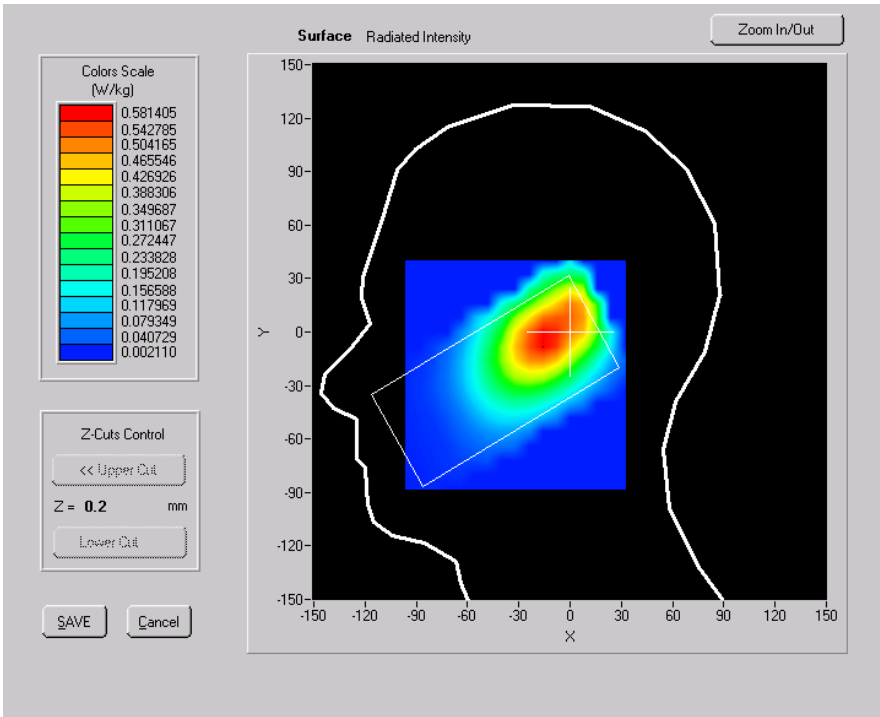 Surface Radiated Intensity
Zoom In/Out
Colors Scale
(W/kg)
0.581405
0.542785
0.504165
0.465546
0.426926
0.388306
0.349687
0.311067
0.272447
0.233828
0.195208
0.156588
0.117969
0.079349
0.040729
0.002110
Z-Cuts Control
<< Upper Cut
Z = 0.2 mm
Lower Cut
SAVE
Cancel
150
120
90
60
30
0
-30
-60
-90
-120
-150
Y
-150 -120 -90 -60 -30 0 30 60 90 120 150
X